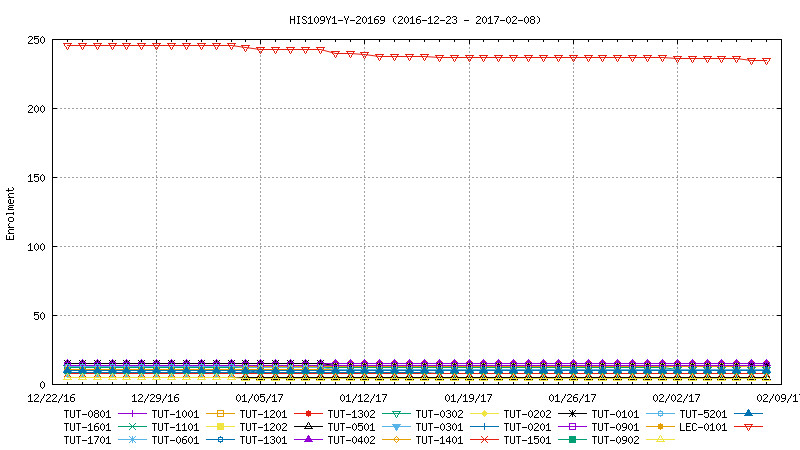 HIS109Y1-Y-20169 (2016-12-23 - 2017-02-08)
250
200
150
100
50
0
Enrolment
12/22/16 12/29/16 01/05/17 01/12/17 01/19/17 01/26/17 02/02/17 02/09/1
TUT-0801 TUT-1001 TUT-1201 TUT-1302 TUT-0302 TUT-0202 TUT-0101 TUT-5201
TUT-1601 TUT-1101 TUT-1202 TUT-0501 TUT-0301 TUT-0201 TUT-0901 LEC-0101
TUT-1701 TUT-0601 TUT-1301 TUT-0402 TUT-1401 TUT-1501 TUT-0902